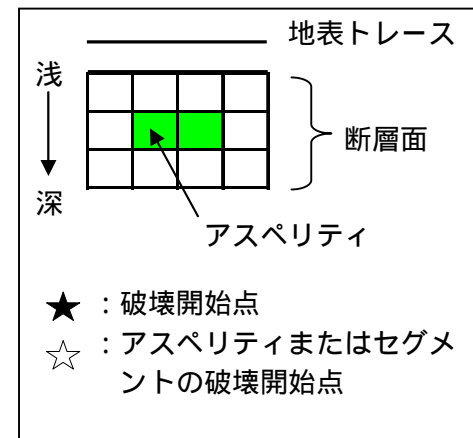 地表トレース
浅
断層面
深
アスペリティ
★：破壊開始点
☆：アスペリティまたはセグメ
ントの破壊開始点